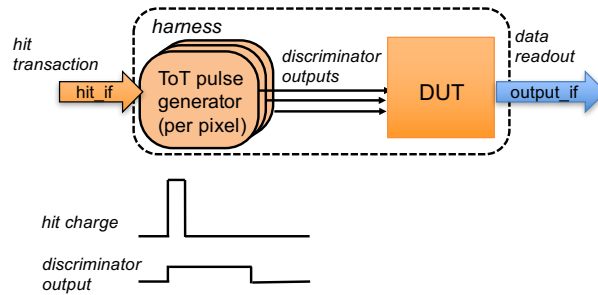 harness
hit
transaction
hit_if
ToT pulse
generator
(per pixel)
discriminator
outputs
DUT
data
readout
output_if
hit charge
discriminator
output